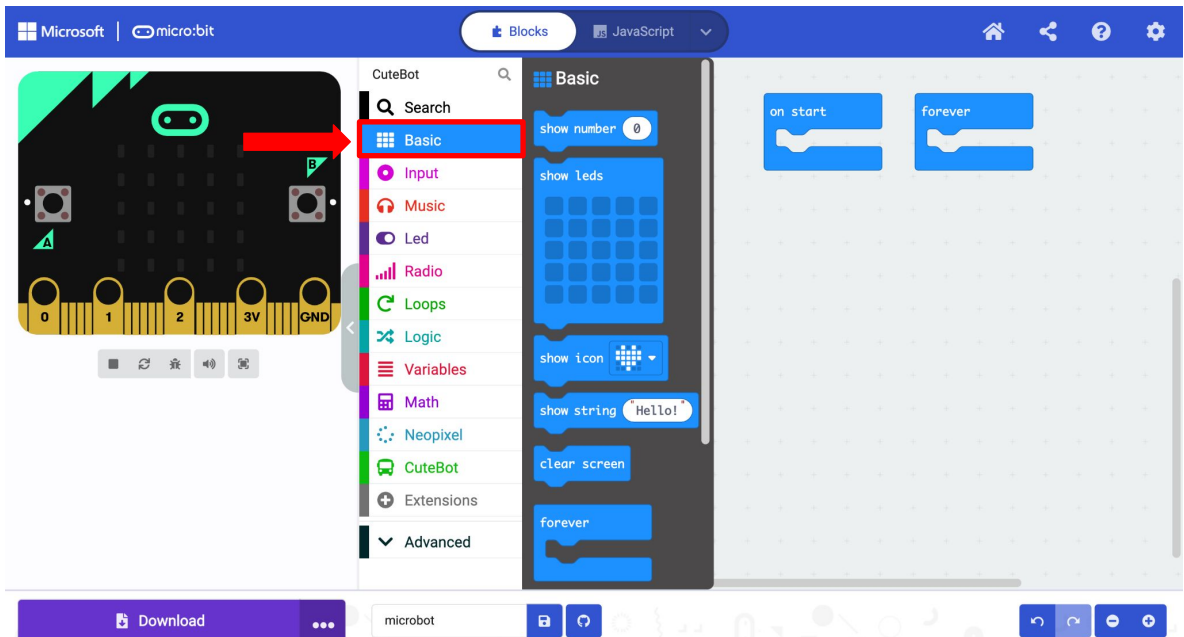 Microsoft | micro:bit
Blocks
JavaScript
B
A
0 1 2 3V GND
CuteBot
Search
Basic
Input
Music
Led
Radio
Loops
Logic
Variables
Math
Neopixel
CuteBot
Extensions
Advanced
Basic
show number 0
show leds
show icon
show string "Hello!"
clear screen
forever
on start
forever
Download
microbot